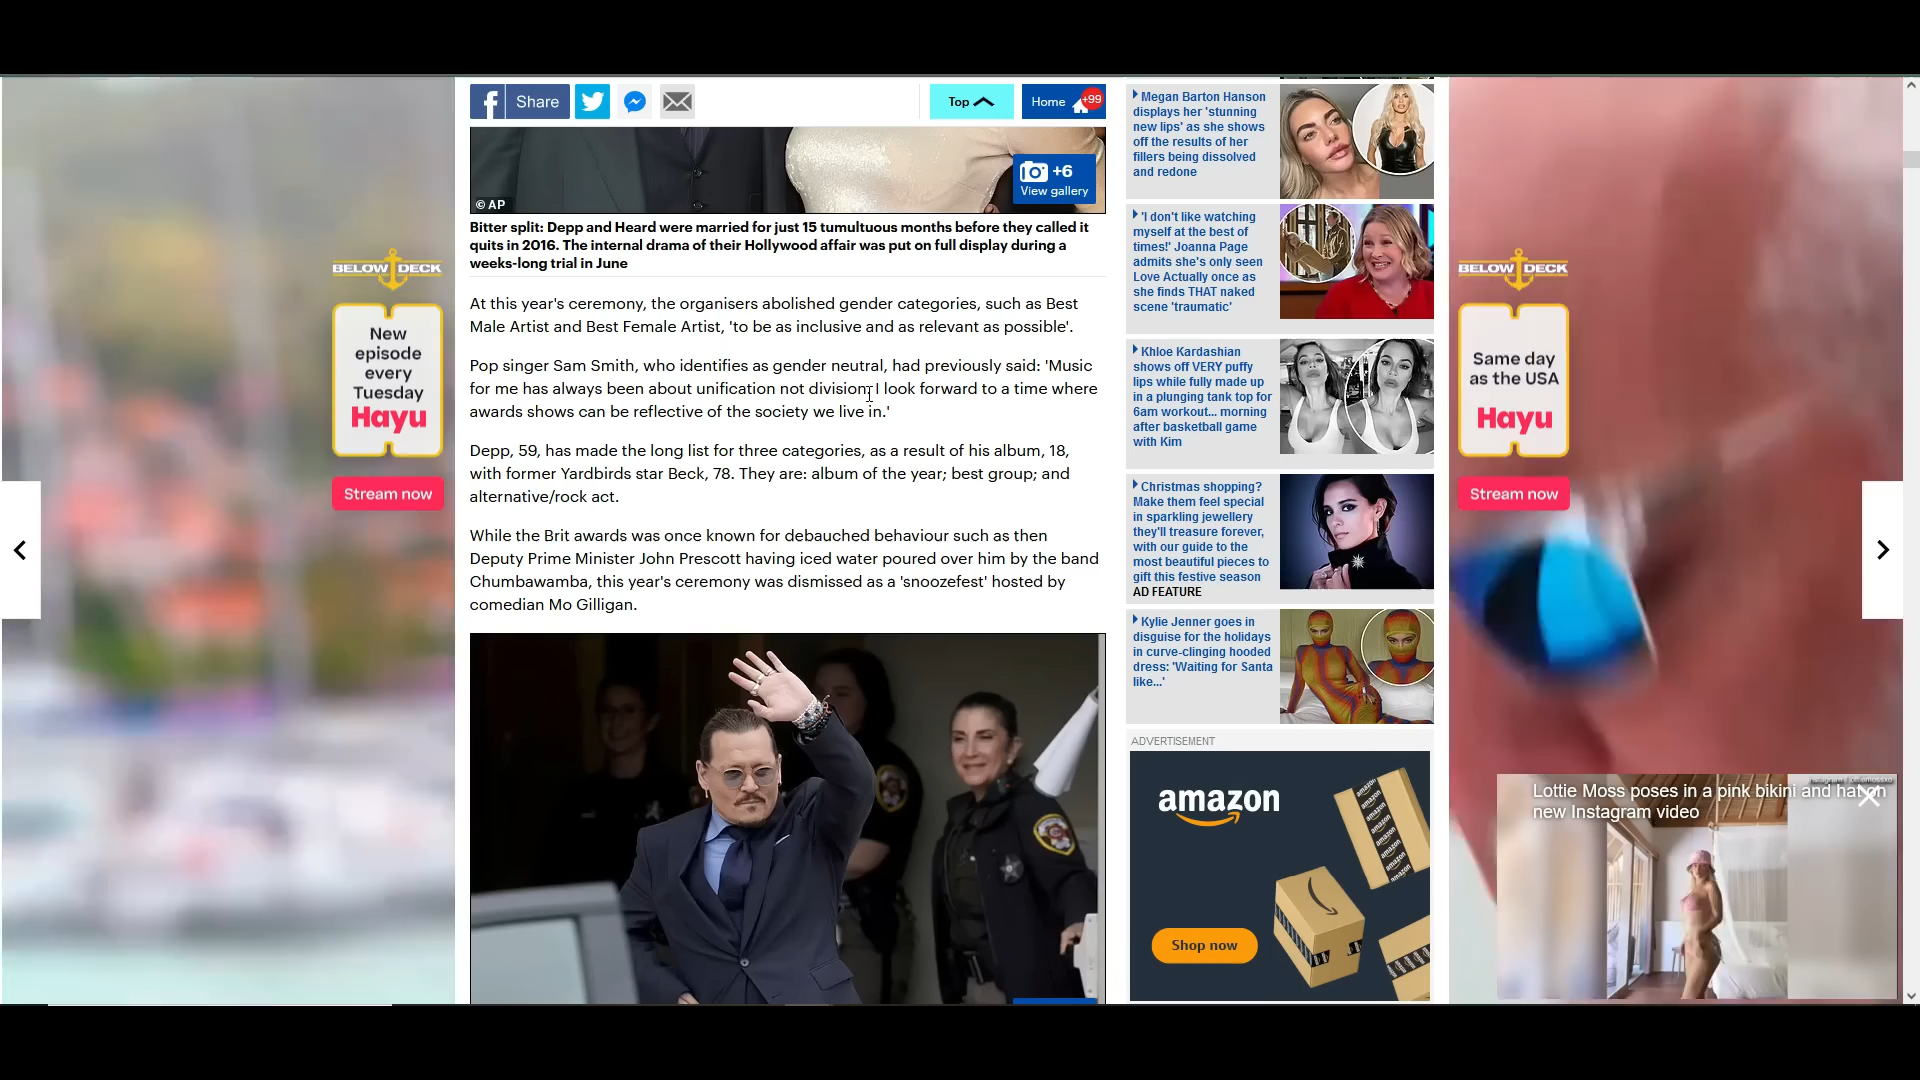 Share
Top
Home
+99
+6
View gallery
© AP
Bitter split: Depp and Heard were married for just 15 tumultuous months before they called it
quits in 2016. The internal drama of their Hollywood affair was put on full display during a
weeks-long trial in June
At this year's ceremony, the organisers abolished gender categories, such as Best
Male Artist and Best Female Artist, 'to be as inclusive and as relevant as possible'.
Pop singer Sam Smith, who identifies as gender neutral, had previously said: 'Music
for me has always been about unification not division. I look forward to a time where
awards shows can be reflective of the society we live in.'
Depp, 59, has made the long list for three categories, as a result of his album, 18,
with former Yardbirds star Beck, 78. They are: album of the year; best group; and
alternative/rock act.
While the Brit awards was once known for debauched behaviour such as then
Deputy Prime Minister John Prescott having iced water poured over him by the band
Chumbawamba, this year's ceremony was dismissed as a 'snoozefest' hosted by
comedian Mo Gilligan.
BELOW DECK
New
episode
every
Tuesday
Hayu
Stream now
Megan Barton Hanson
displays her 'stunning
new lips' as she shows
off the results of her
fillers being dissolved
and redone
'I don't like watching
myself at the best of
times!' Joanna Page
admits she's only seen
Love Actually once as
she finds THAT naked
scene 'traumatic'
Khloe Kardashian
shows off VERY puffy
lips while fully made up
in a plunging tank top for
6am workout... morning
after basketball game
with Kim
Christmas shopping?
Make them feel special
in sparkling jewellery
they'll treasure forever,
with our guide to the
most beautiful pieces to
gift this festive season
AD FEATURE
Kylie Jenner goes in
disguise for the holidays
in curve-clinging hooded
dress: 'Waiting for Santa
like...'
ADVERTISEMENT
amazon
Shop now
BELOW DECK
Same day
as the USA
Hayu
Stream now
Lottie Moss poses in a pink bikini and hat on
new Instagram video